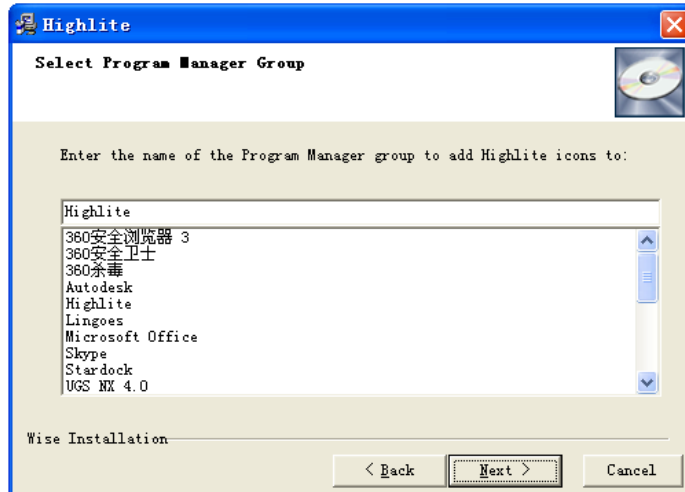 Highlite
Select Program Manager Group
Enter the name of the Program Manager group to add Highlite icons to:
Highlite
360安全浏览器 3
360安全卫士
360杀毒
Autodesk
Highlite
Lingoes
Microsoft Office
Skype
Stardock
UGS NX 4.0
Wise Installation
< Back
Next >
Cancel